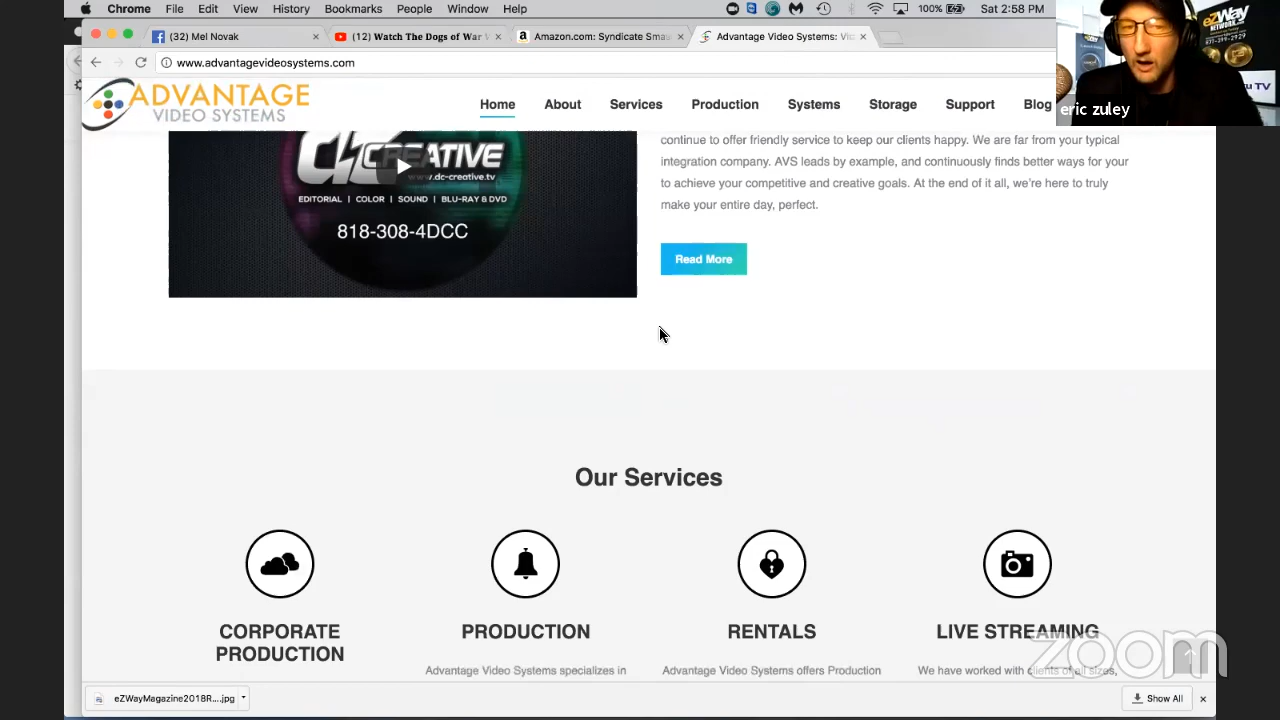 Chrome File Edit View History Bookmarks People Window Help 100% Sat 2:58 PM
(32) Mel Novak
(12) Watch The Dogs of War
Amazon.com: Syndicate Sma
Advantage Video Systems: Vi
www.advantagevideosystems.com
eZWay
NETWORK
877-399-2929
u TV
eric zuley
ADVANTAGE
VIDEO SYSTEMS
Home About Services Production Systems Storage Support Blog
CREATIVE
www.dc-creative.tv
EDITORIAL | COLOR | SOUND | BLU-RAY & DVD
818-308-4DCC
continue to offer friendly service to keep our clients happy. We are far from your typical
integration company. AVS leads by example, and continuously finds better ways for your
to achieve your competitive and creative goals. At the end of it all, we're here to truly
make your entire day, perfect.
Read More
Our Services
CORPORATE
PRODUCTION
PRODUCTION
Advantage Video Systems specializes in
RENTALS
Advantage Video Systems offers Production
LIVE STREAMING
We have worked with clients of all sizes,
zoom
eZWayMagazine2018R....jpg
Show All